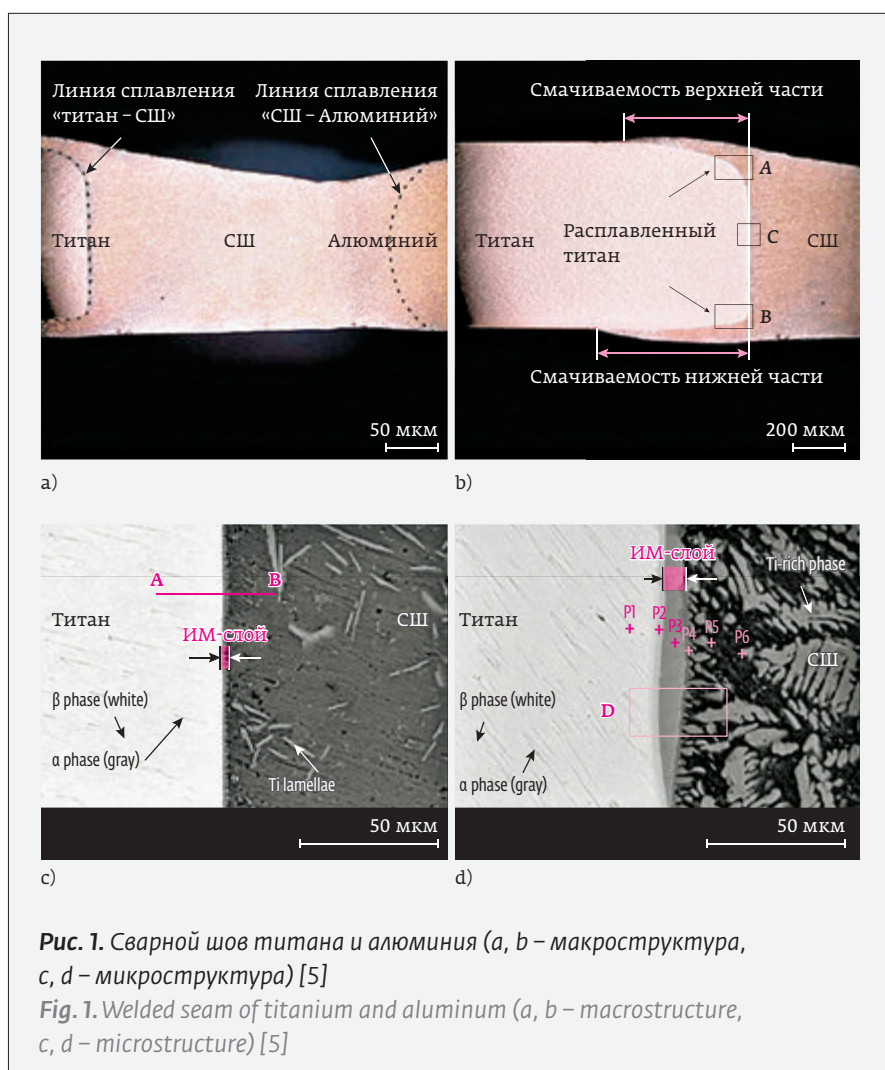 Линия сплавления
«титан – СШ»
Линия сплавления
«СШ – Алюминий»
Титан
СШ
Алюминий
50 мкм
a)
Смачиваемость верхней части
A
Титан
Расплавленный
титан
C
СШ
B
Смачиваемость нижней части
200 мкм
b)
A
B
Титан
СШ
ИМ-слой
β phase (white)
α phase (gray)
Ti lamellae
50 мкм
c)
ИМ-слой
Ti-rich phase
Титан
P1
P2
P3
P4
P5
P6
СШ
D
β phase (white)
α phase (gray)
50 мкм
d)
Рис. 1. Сварной шов титана и алюминия (a, b – макроструктура,
c, d – микроструктура) [5]
Fig. 1. Welded seam of titanium and aluminum (a, b – macrostructure,
c, d – microstructure) [5]